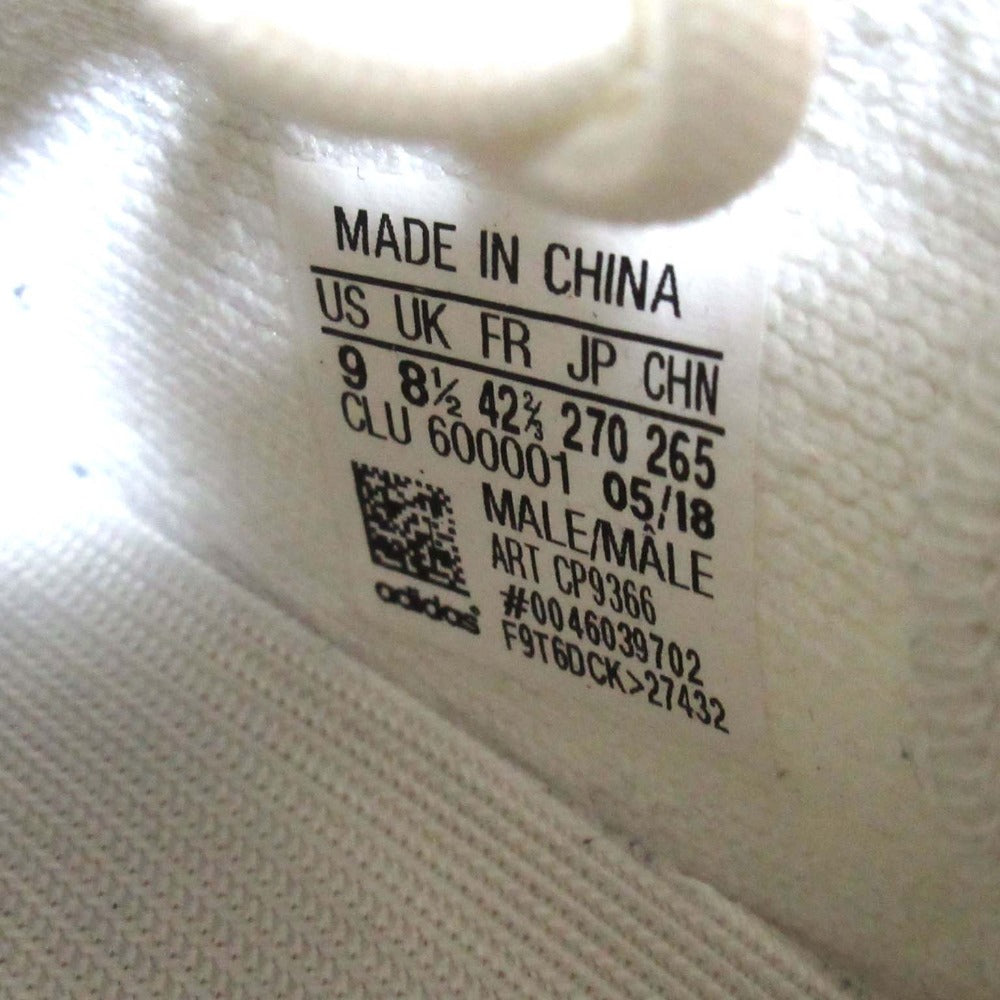 MADE IN CHINA
US UK FR JP CHN
9 8½ 42⅔ 270 265
CLU 600001 05/18
MALE/MÂLE
ART CP9366
#0046039702
F9T6DCK>27432
adidas